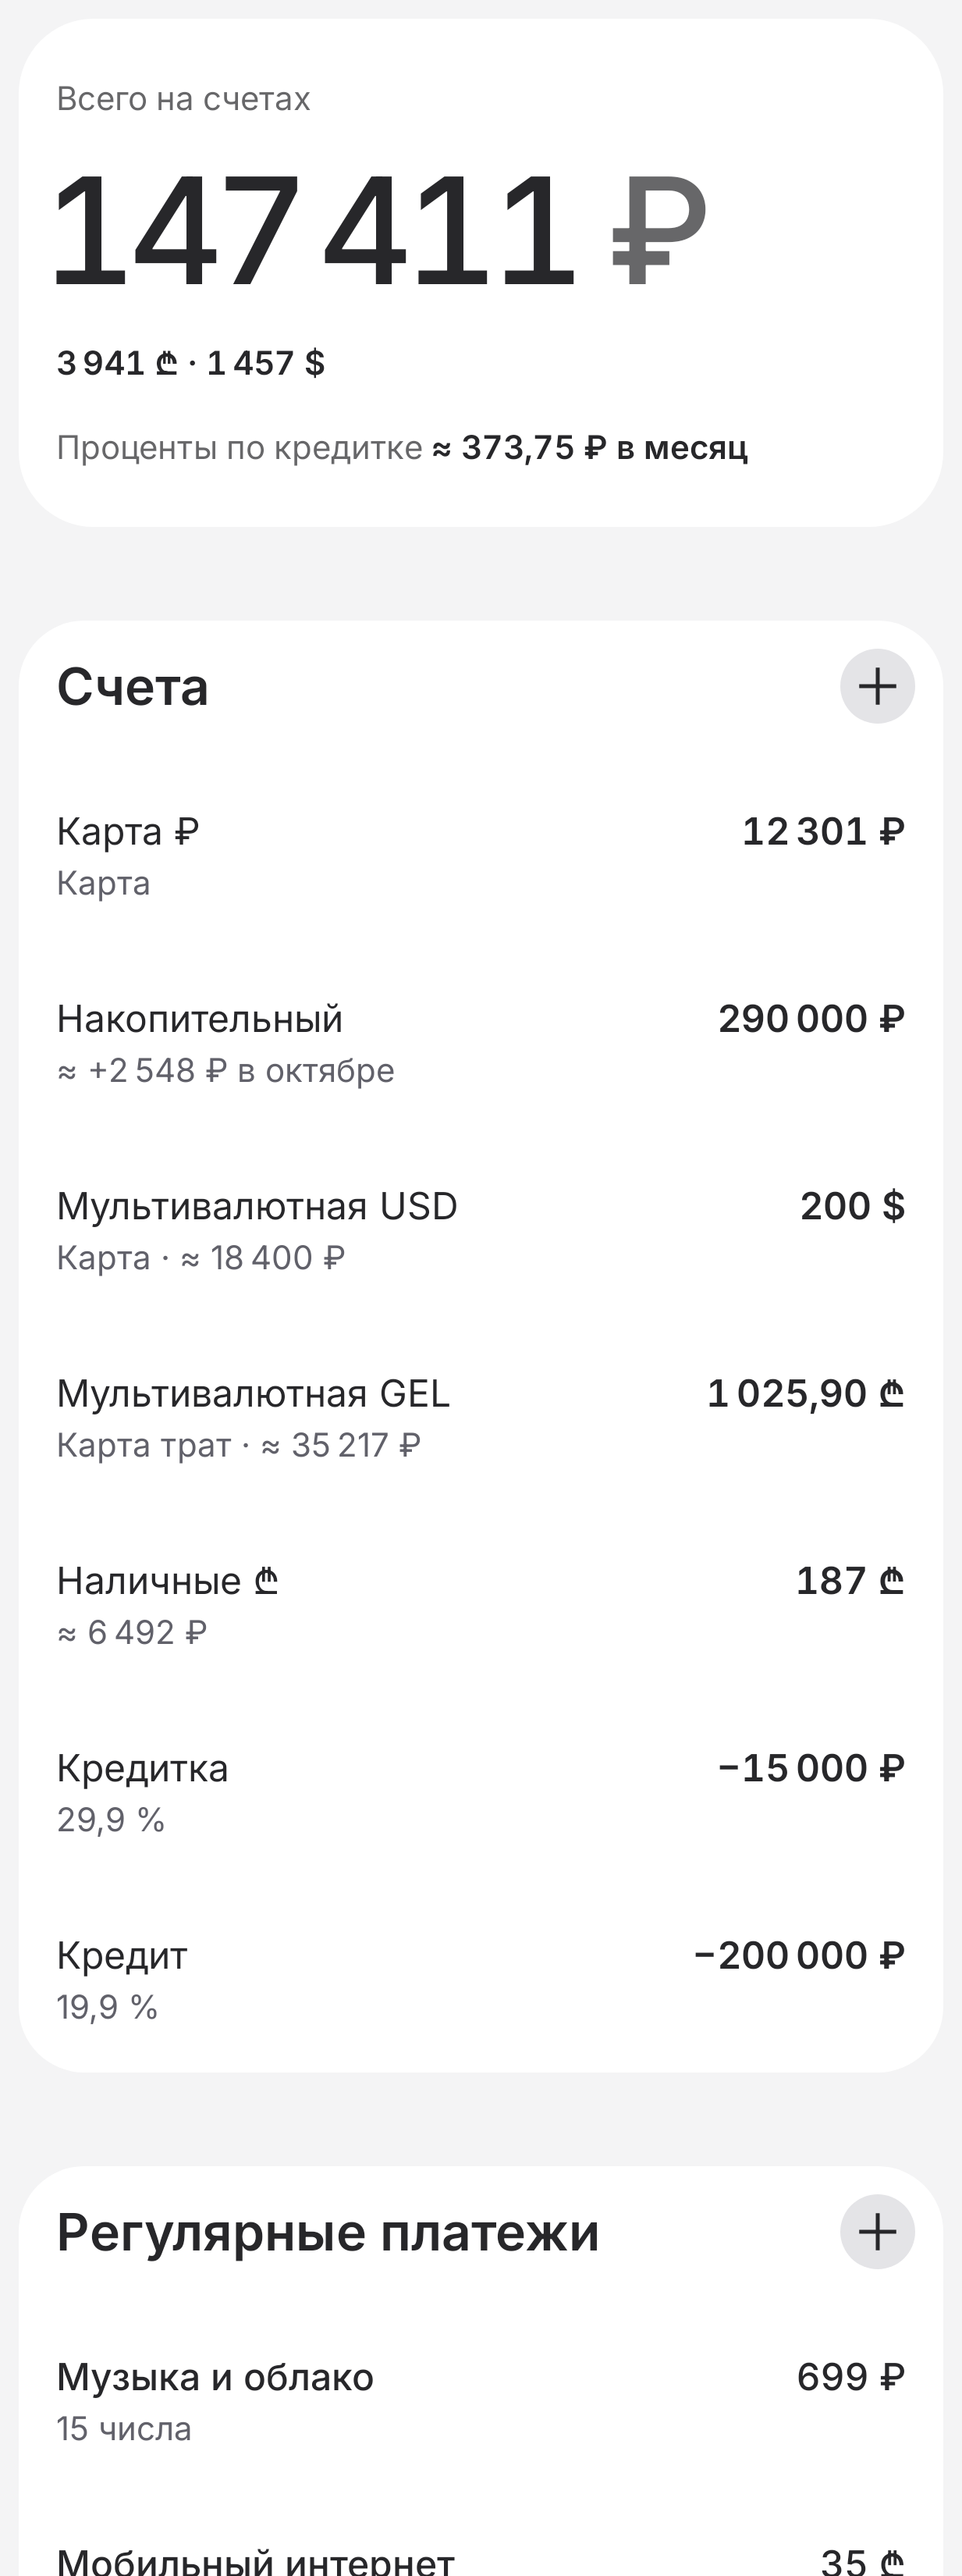 Всего на счетах
147 411 ₽
3 941 ₾ · 1 457 $
Проценты по кредитке ≈ 373,75 ₽ в месяц
Счета
Карта ₽ 12 301 ₽
Карта
Накопительный 290 000 ₽
≈ +2 548 ₽ в октябре
Мультивалютная USD 200 $
Карта · ≈ 18 400 ₽
Мультивалютная GEL 1 025,90 ₾
Карта трат · ≈ 35 217 ₽
Наличные ₾ 187 ₾
≈ 6 492 ₽
Кредитка −15 000 ₽
29,9 %
Кредит −200 000 ₽
19,9 %
Регулярные платежи
Музыка и облако 699 ₽
15 числа
Мобильный интернет 35 ₾